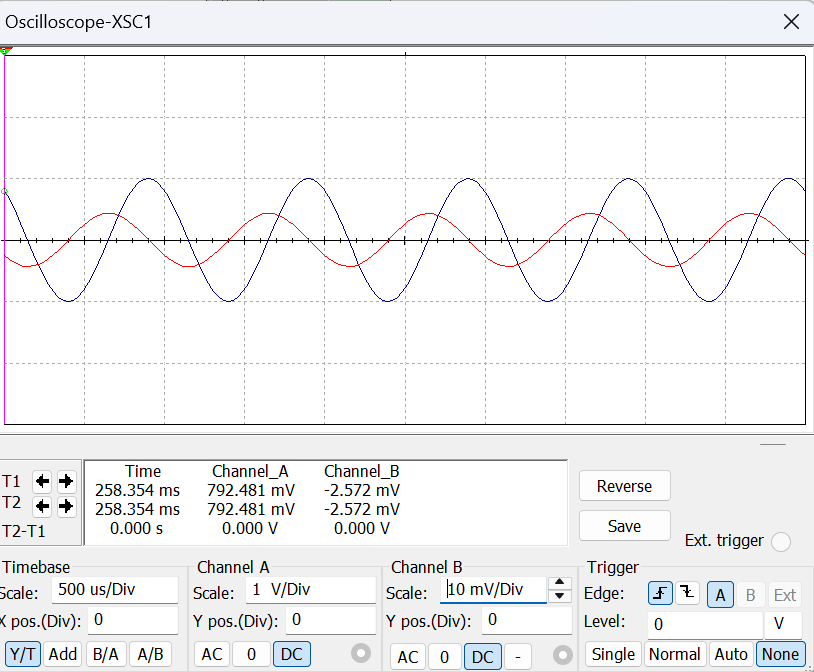 Oscilloscope-XSC1
T1
T2
T2-T1
Time Channel_A Channel_B
258.354 ms 792.481 mV -2.572 mV
258.354 ms 792.481 mV -2.572 mV
0.000 s 0.000 V 0.000 V
Reverse
Save
Ext. trigger
Timebase
Scale: 500 us/Div
X pos.(Div): 0
Y/T Add B/A A/B
Channel A
Scale: 1 V/Div
Y pos.(Div): 0
AC 0 DC
Channel B
Scale: 10 mV/Div
Y pos.(Div): 0
AC 0 DC -
Trigger
Edge: A B Ext
Level: 0 V
Single Normal Auto None